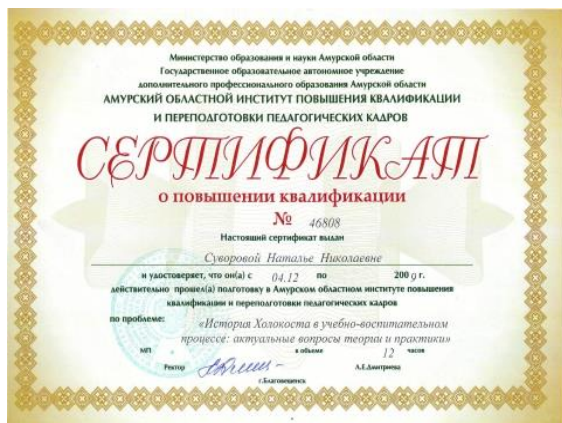 Министерство образования и науки Амурской области
Государственное образовательное автономное учреждение
дополнительного профессионального образования Амурской области
АМУРСКИЙ ОБЛАСТНОЙ ИНСТИТУТ ПОВЫШЕНИЯ КВАЛИФИКАЦИИ
И ПЕРЕПОДГОТОВКИ ПЕДАГОГИЧЕСКИХ КАДРОВ
СЕРТИФИКАТ
о повышении квалификации
№ 46808
Настоящий сертификат выдан
Суворовой Наталье Николаевне
и удостоверяет, что он(а) с 04.12 по 2009 г.
действительно прошел(а) подготовку в Амурском областном институте повышения
квалификации и переподготовки педагогических кадров
по проблеме: «История Холокоста в учебно-воспитательном
процессе: актуальные вопросы теории и практики»
МП в объеме 12 часов
Ректор А.Е.Дмитриева
г.Благовещенск